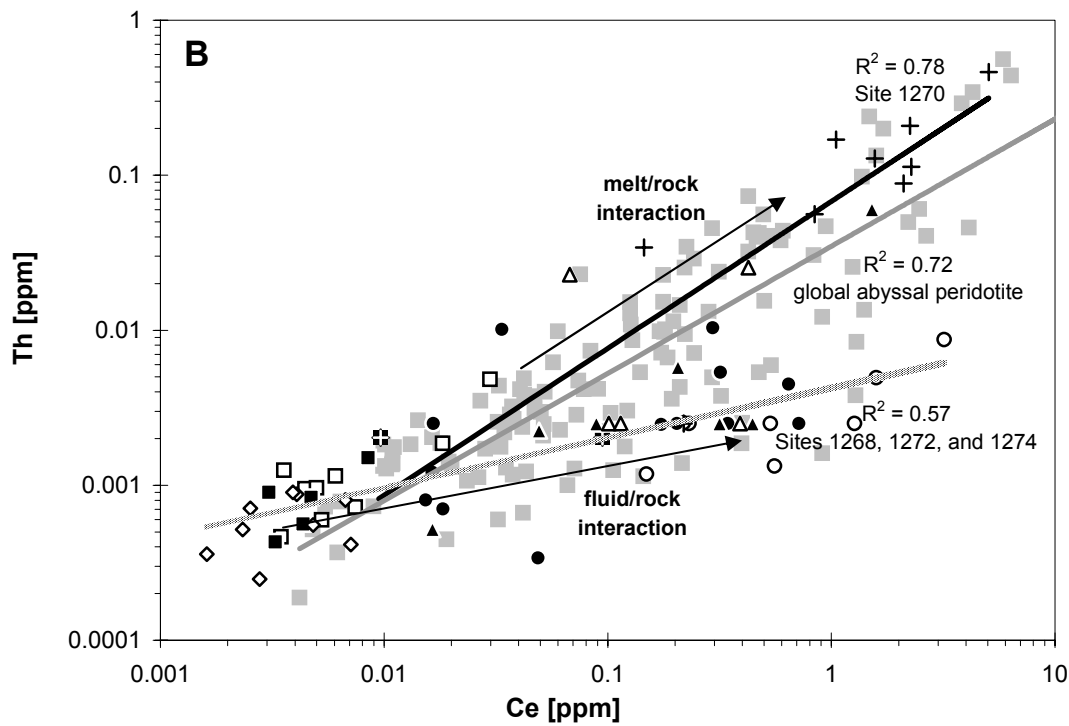 B
1
0.1
0.01
0.001
0.0001
Th [ppm]
R² = 0.78
Site 1270
melt/rock
interaction
R² = 0.72
global abyssal peridotite
R² = 0.57
Sites 1268, 1272, and 1274
fluid/rock
interaction
0.001
0.01
0.1
1
10
Ce [ppm]